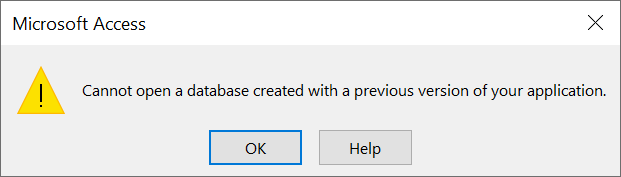 Microsoft Access
Cannot open a database created with a previous version of your application.
OK
Help